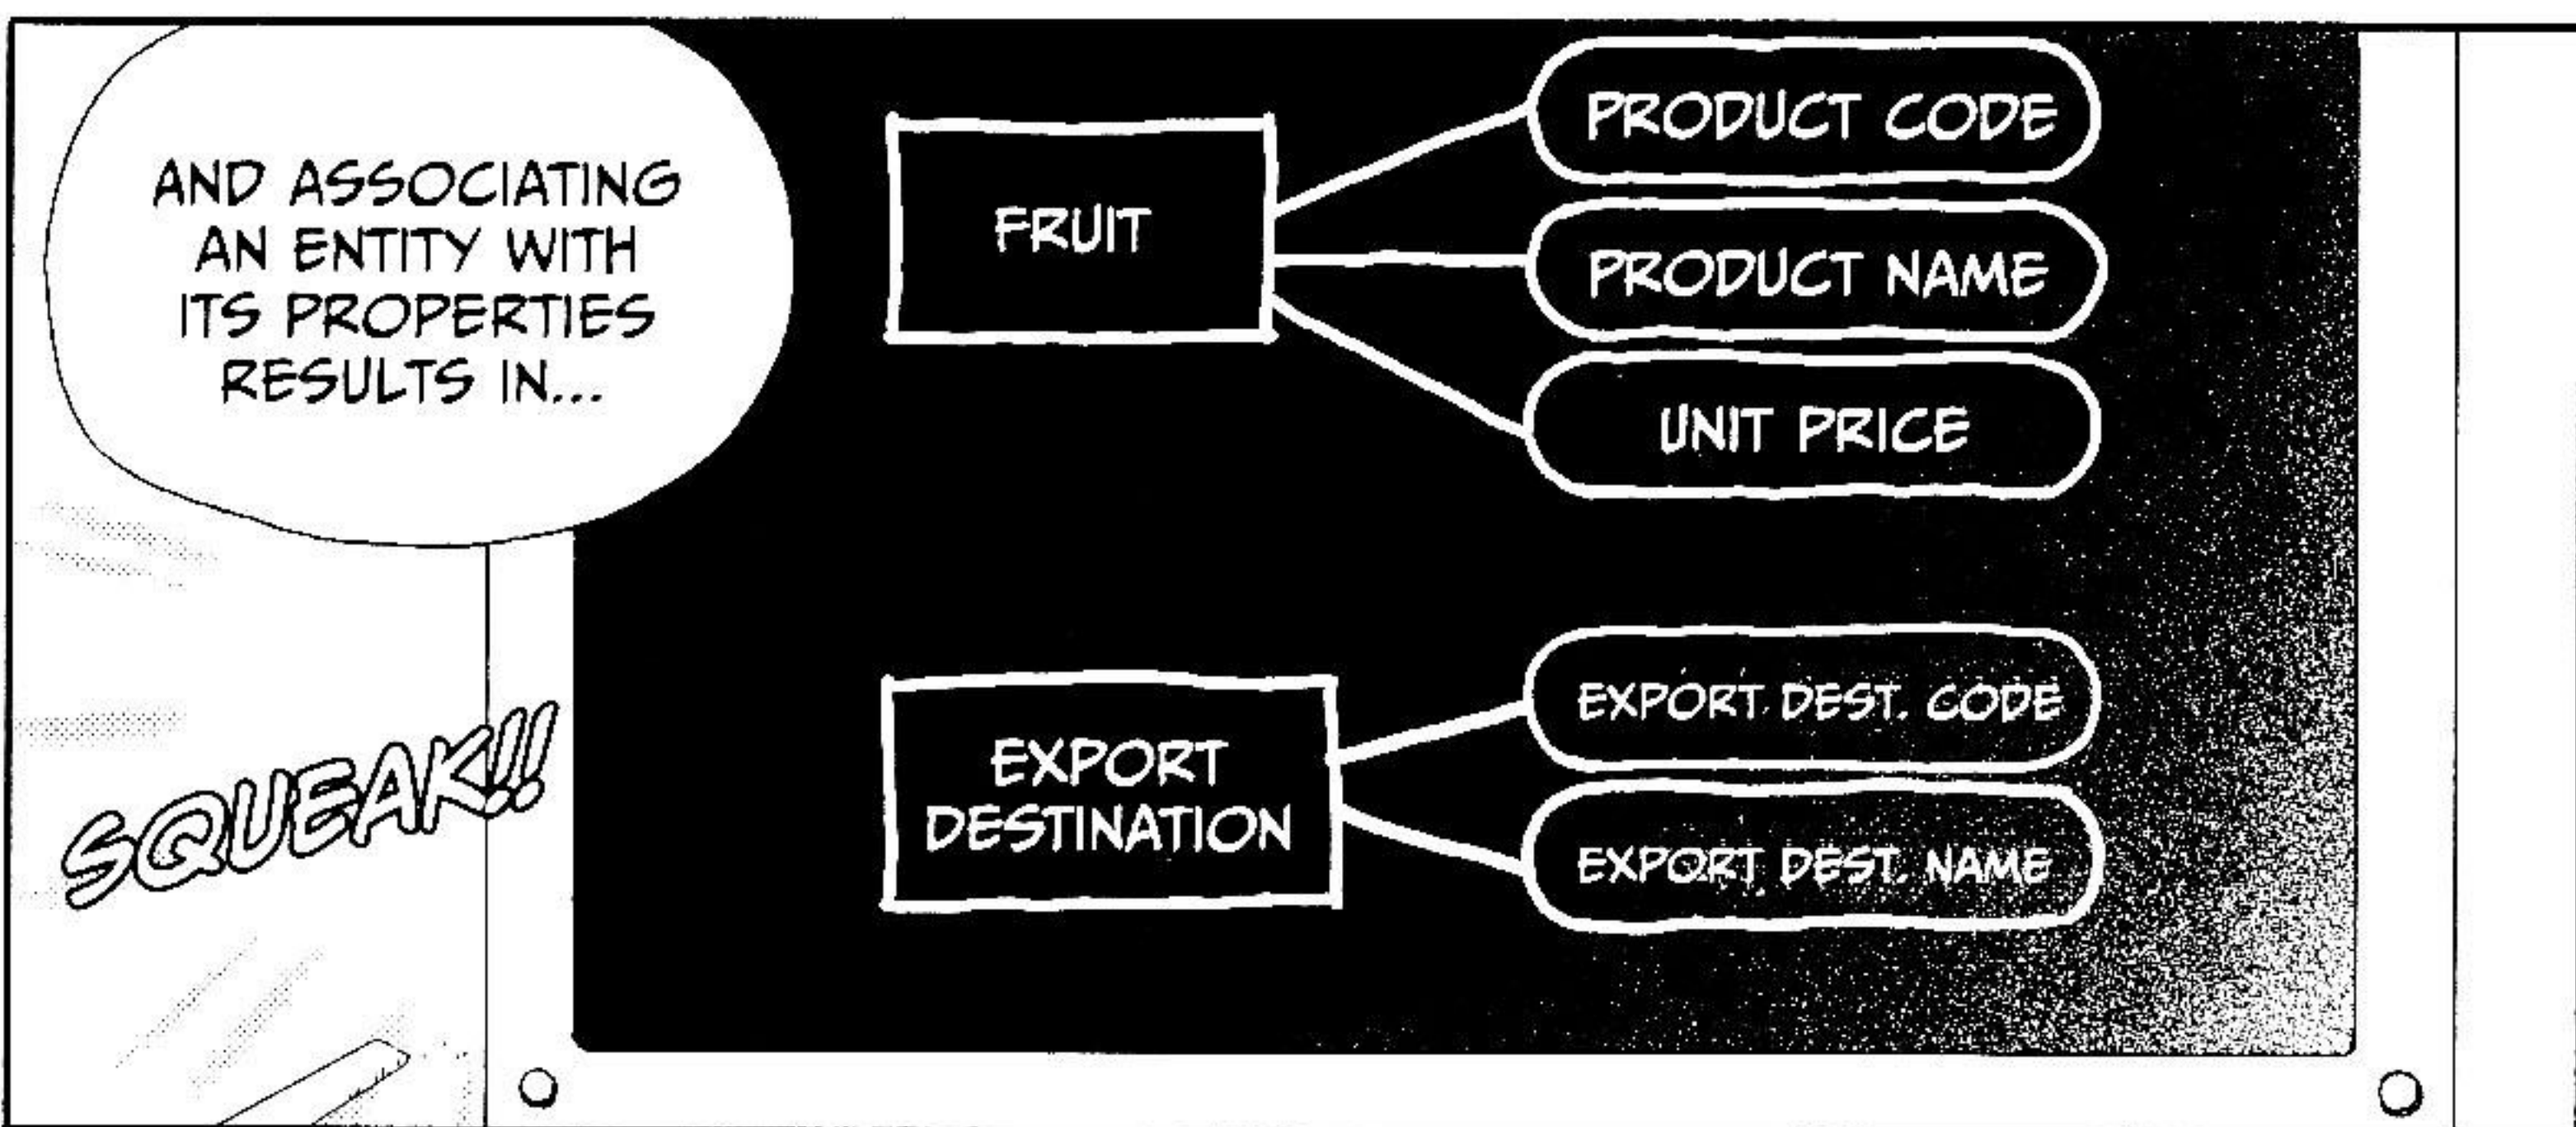 AND ASSOCIATING
AN ENTITY WITH
ITS PROPERTIES
RESULTS IN...
FRUIT
PRODUCT CODE
PRODUCT NAME
UNIT PRICE
SQUEAK!!
EXPORT
DESTINATION
EXPORT DEST. CODE
EXPORT DEST. NAME